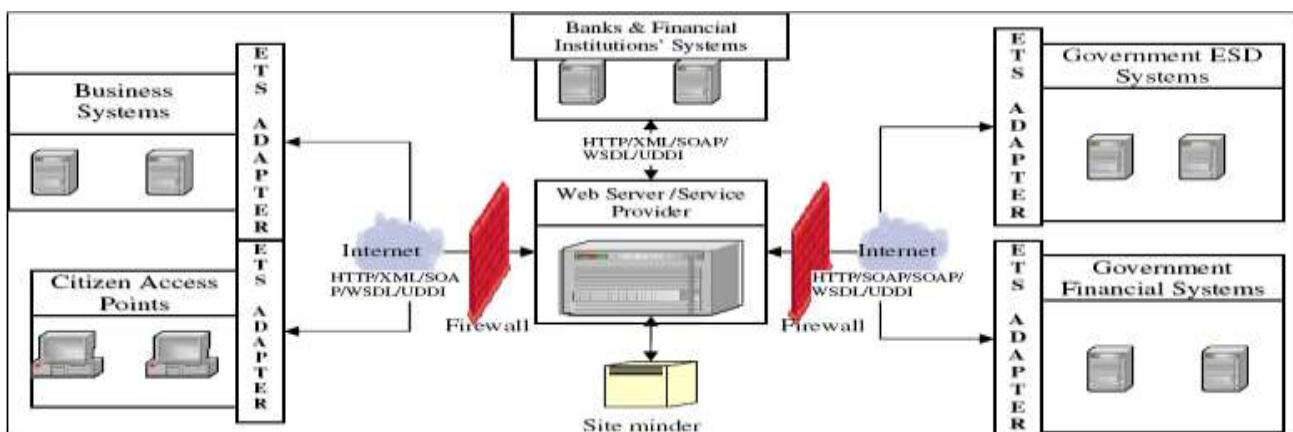 Banks & Financial
Institutions' Systems
E
T
S
A
D
A
P
T
E
R
Business
Systems
E
T
S
A
D
A
P
T
E
R
Government ESD
Systems
HTTP/XML/SOAP/
WSDL/UDDI
Web Server /Service
Provider
Internet
HTTP/XML/SOA
P/WSDL/UDDI
Firewall
Internet
HTTP/SOAP/SOAP/
WSDL/UDDI
Firewall
E
T
S
A
D
A
P
T
E
R
Citizen Access
Points
E
T
S
A
D
A
P
T
E
R
Government
Financial Systems
Site minder